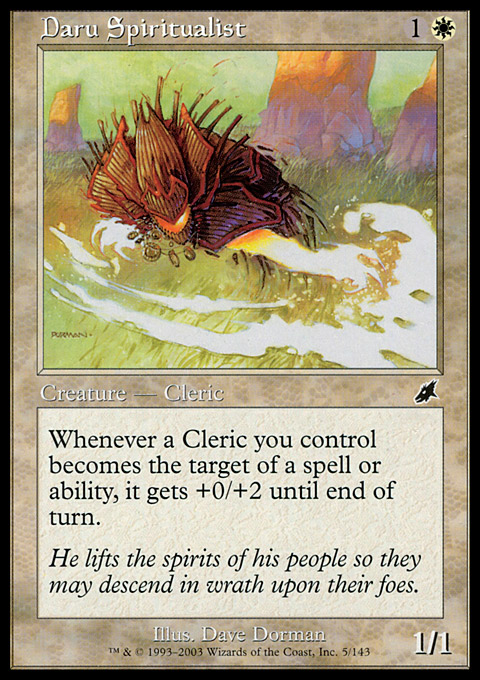 Daru Spiritualist 1
DORMAN
Creature — Cleric
Whenever a Cleric you control
becomes the target of a spell or
ability, it gets +0/+2 until end of
turn.
He lifts the spirits of his people so they
may descend in wrath upon their foes.
Illus. Dave Dorman
™ & © 1993–2003 Wizards of the Coast, Inc. 5/143
1/1